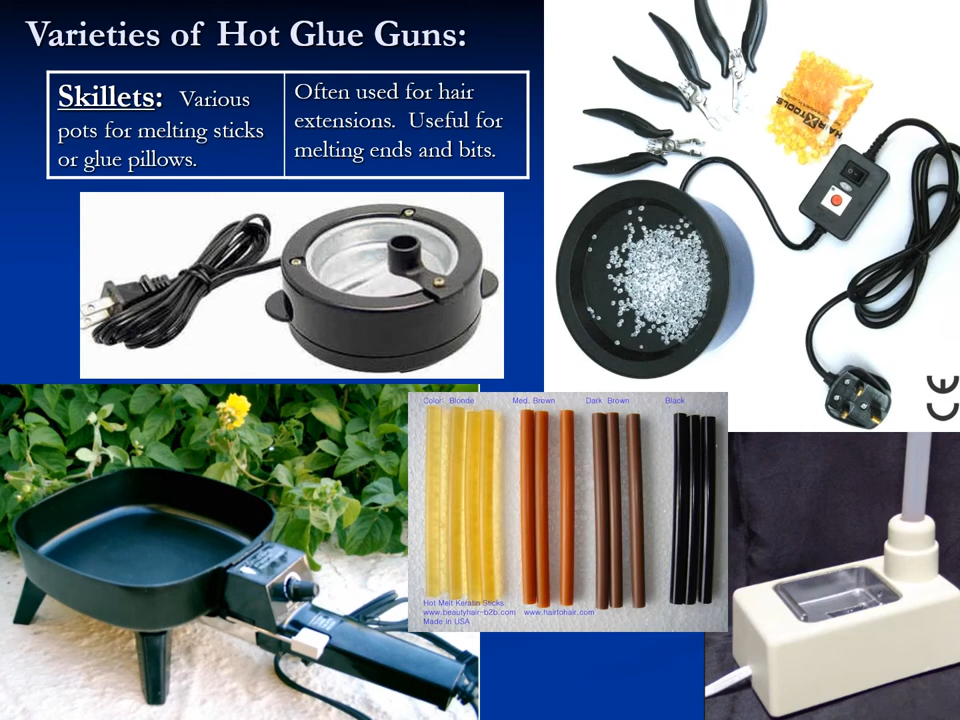 Varieties of Hot Glue Guns:
Skillets: Various
pots for melting sticks
or glue pillows.
Often used for hair
extensions. Useful for
melting ends and bits.
HAIR TOOLS
CE
Color: Blonde Med. Brown Dark Brown Black
Hot Melt Keratin Sticks
www.beautyhair-b2b.com www.hairtohair.com
Made in USA